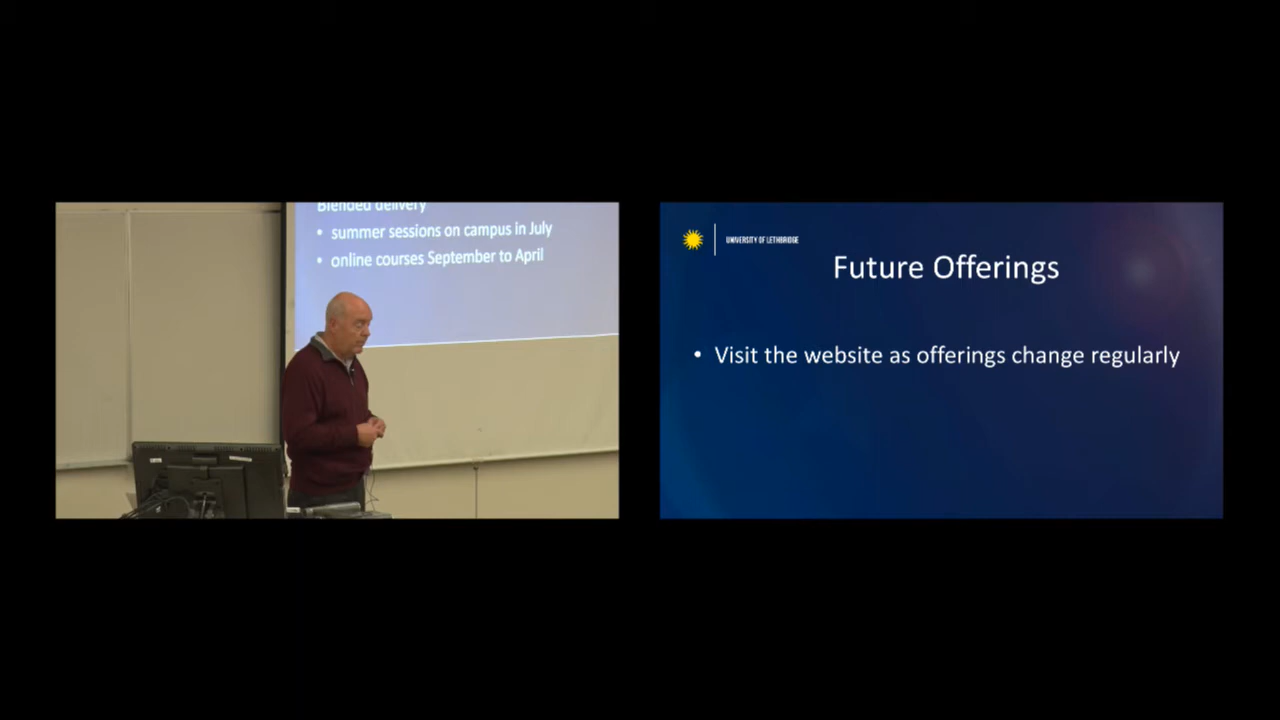 Blended delivery
• summer sessions on campus in July
• online courses September to April
UNIVERSITY OF LETHBRIDGE
Future Offerings
• Visit the website as offerings change regularly